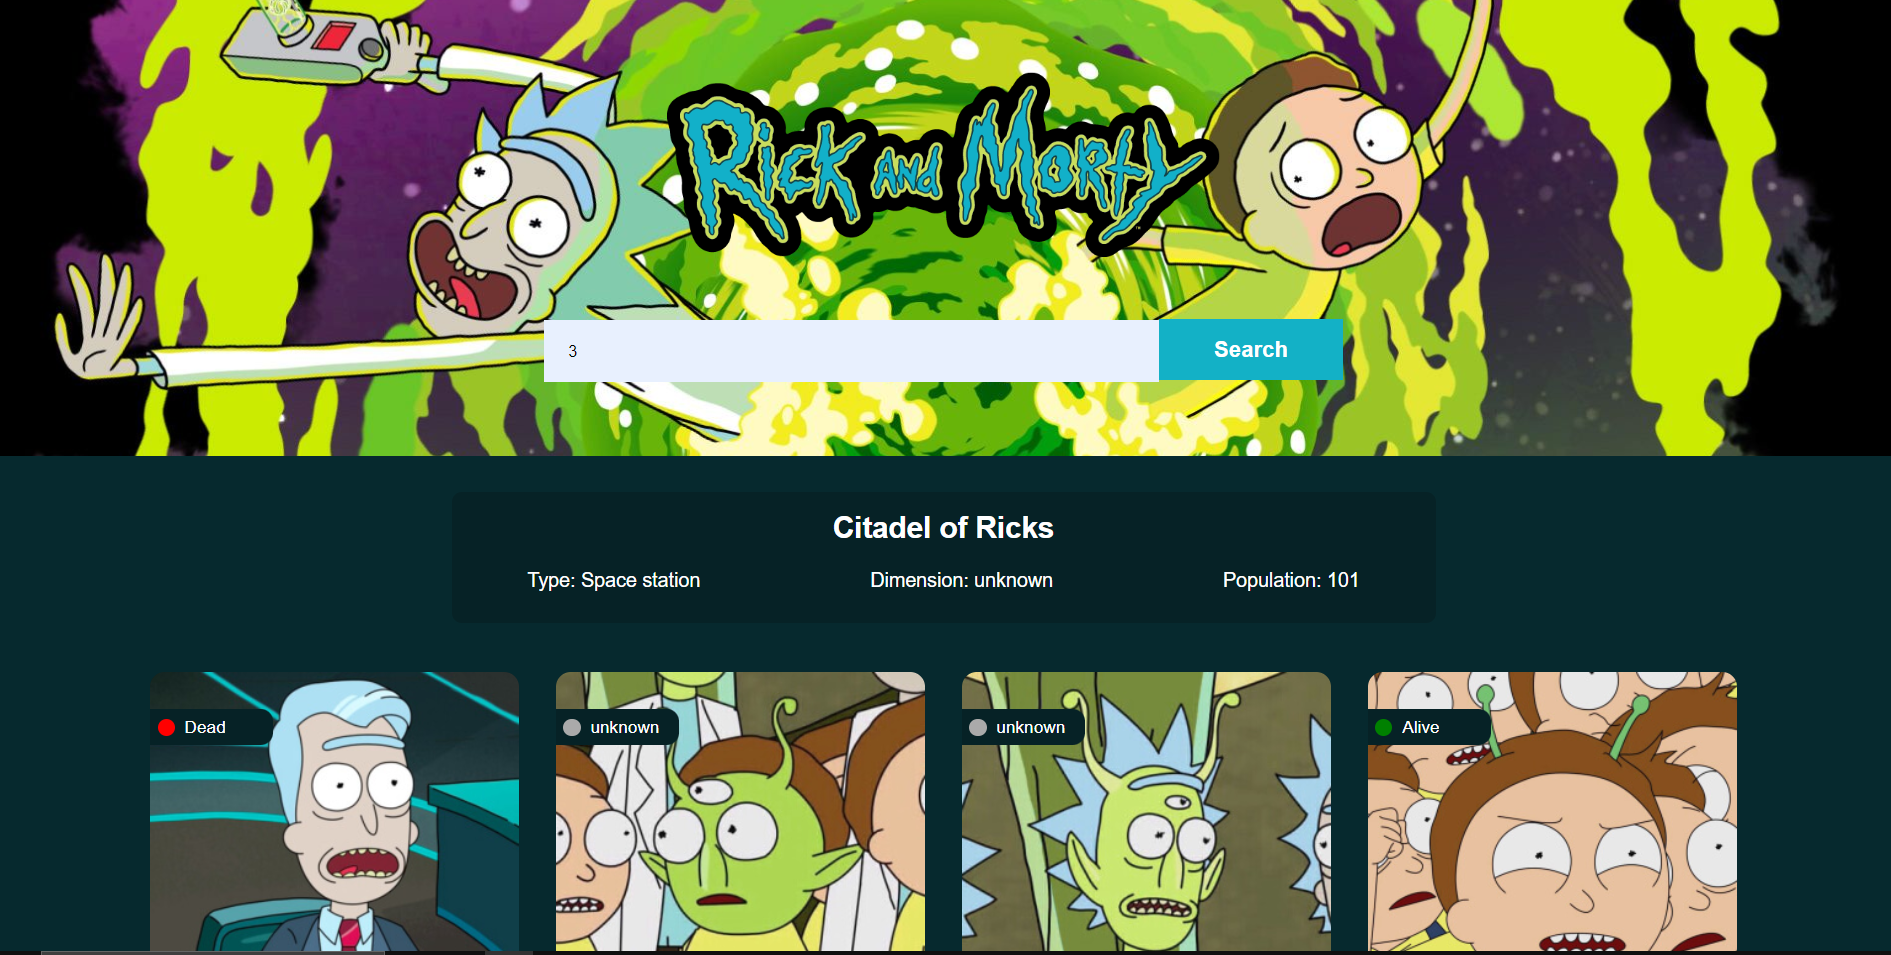 Rick and Morty
3
Search
Citadel of Ricks
Type: Space station
Dimension: unknown
Population: 101
Dead
unknown
unknown
Alive